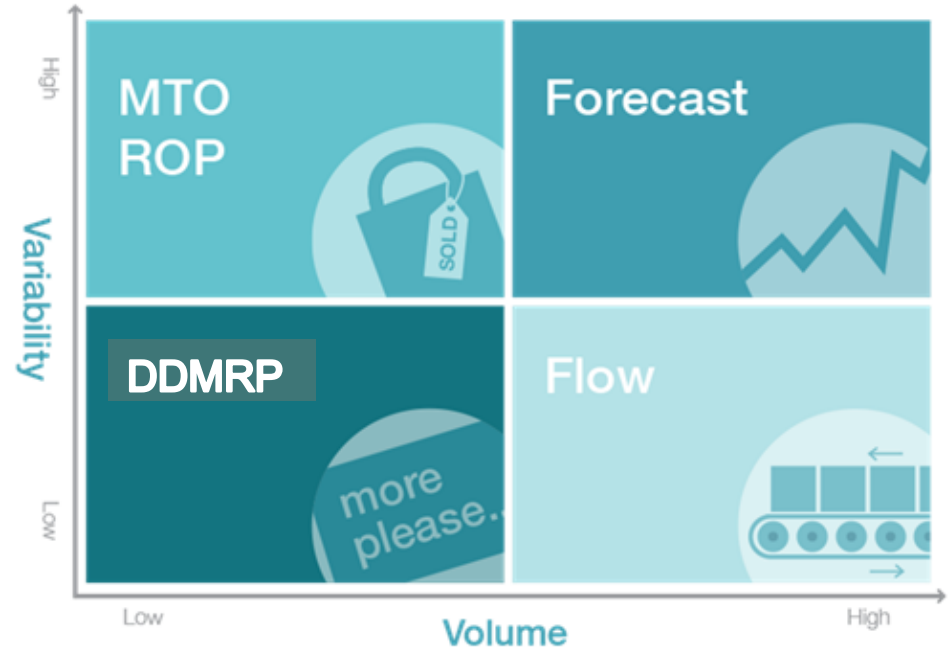 High
MTO
ROP
SOLD
Forecast
Variability
DDMRP
more
please..
Flow
Low
Low
High
Volume